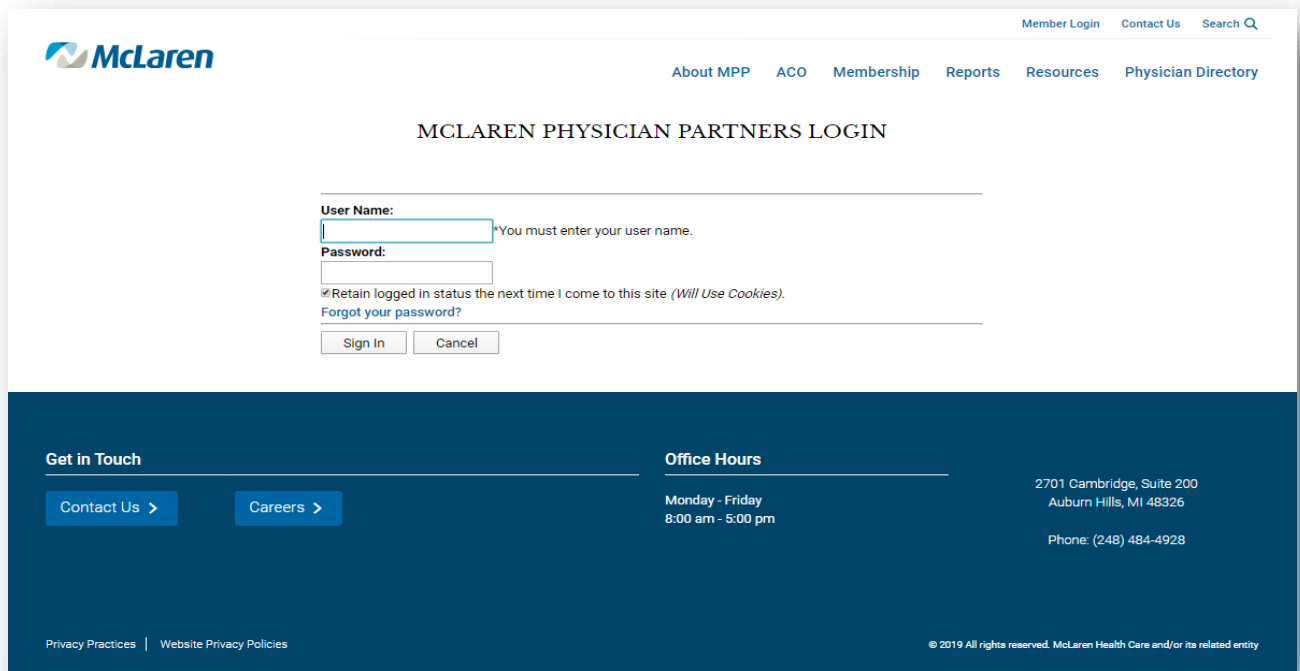 Member Login Contact Us Search
McLaren
About MPP ACO Membership Reports Resources Physician Directory
MCLAREN PHYSICIAN PARTNERS LOGIN
User Name:
*You must enter your user name.
Password:
Retain logged in status the next time I come to this site (Will Use Cookies).
Forgot your password?
Sign In Cancel
Get in Touch
Contact Us
Careers
Office Hours
Monday - Friday
8:00 am - 5:00 pm
2701 Cambridge, Suite 200
Auburn Hills, MI 48326
Phone: (248) 484-4928
Privacy Practices | Website Privacy Policies
© 2019 All rights reserved. McLaren Health Care and/or its related entity